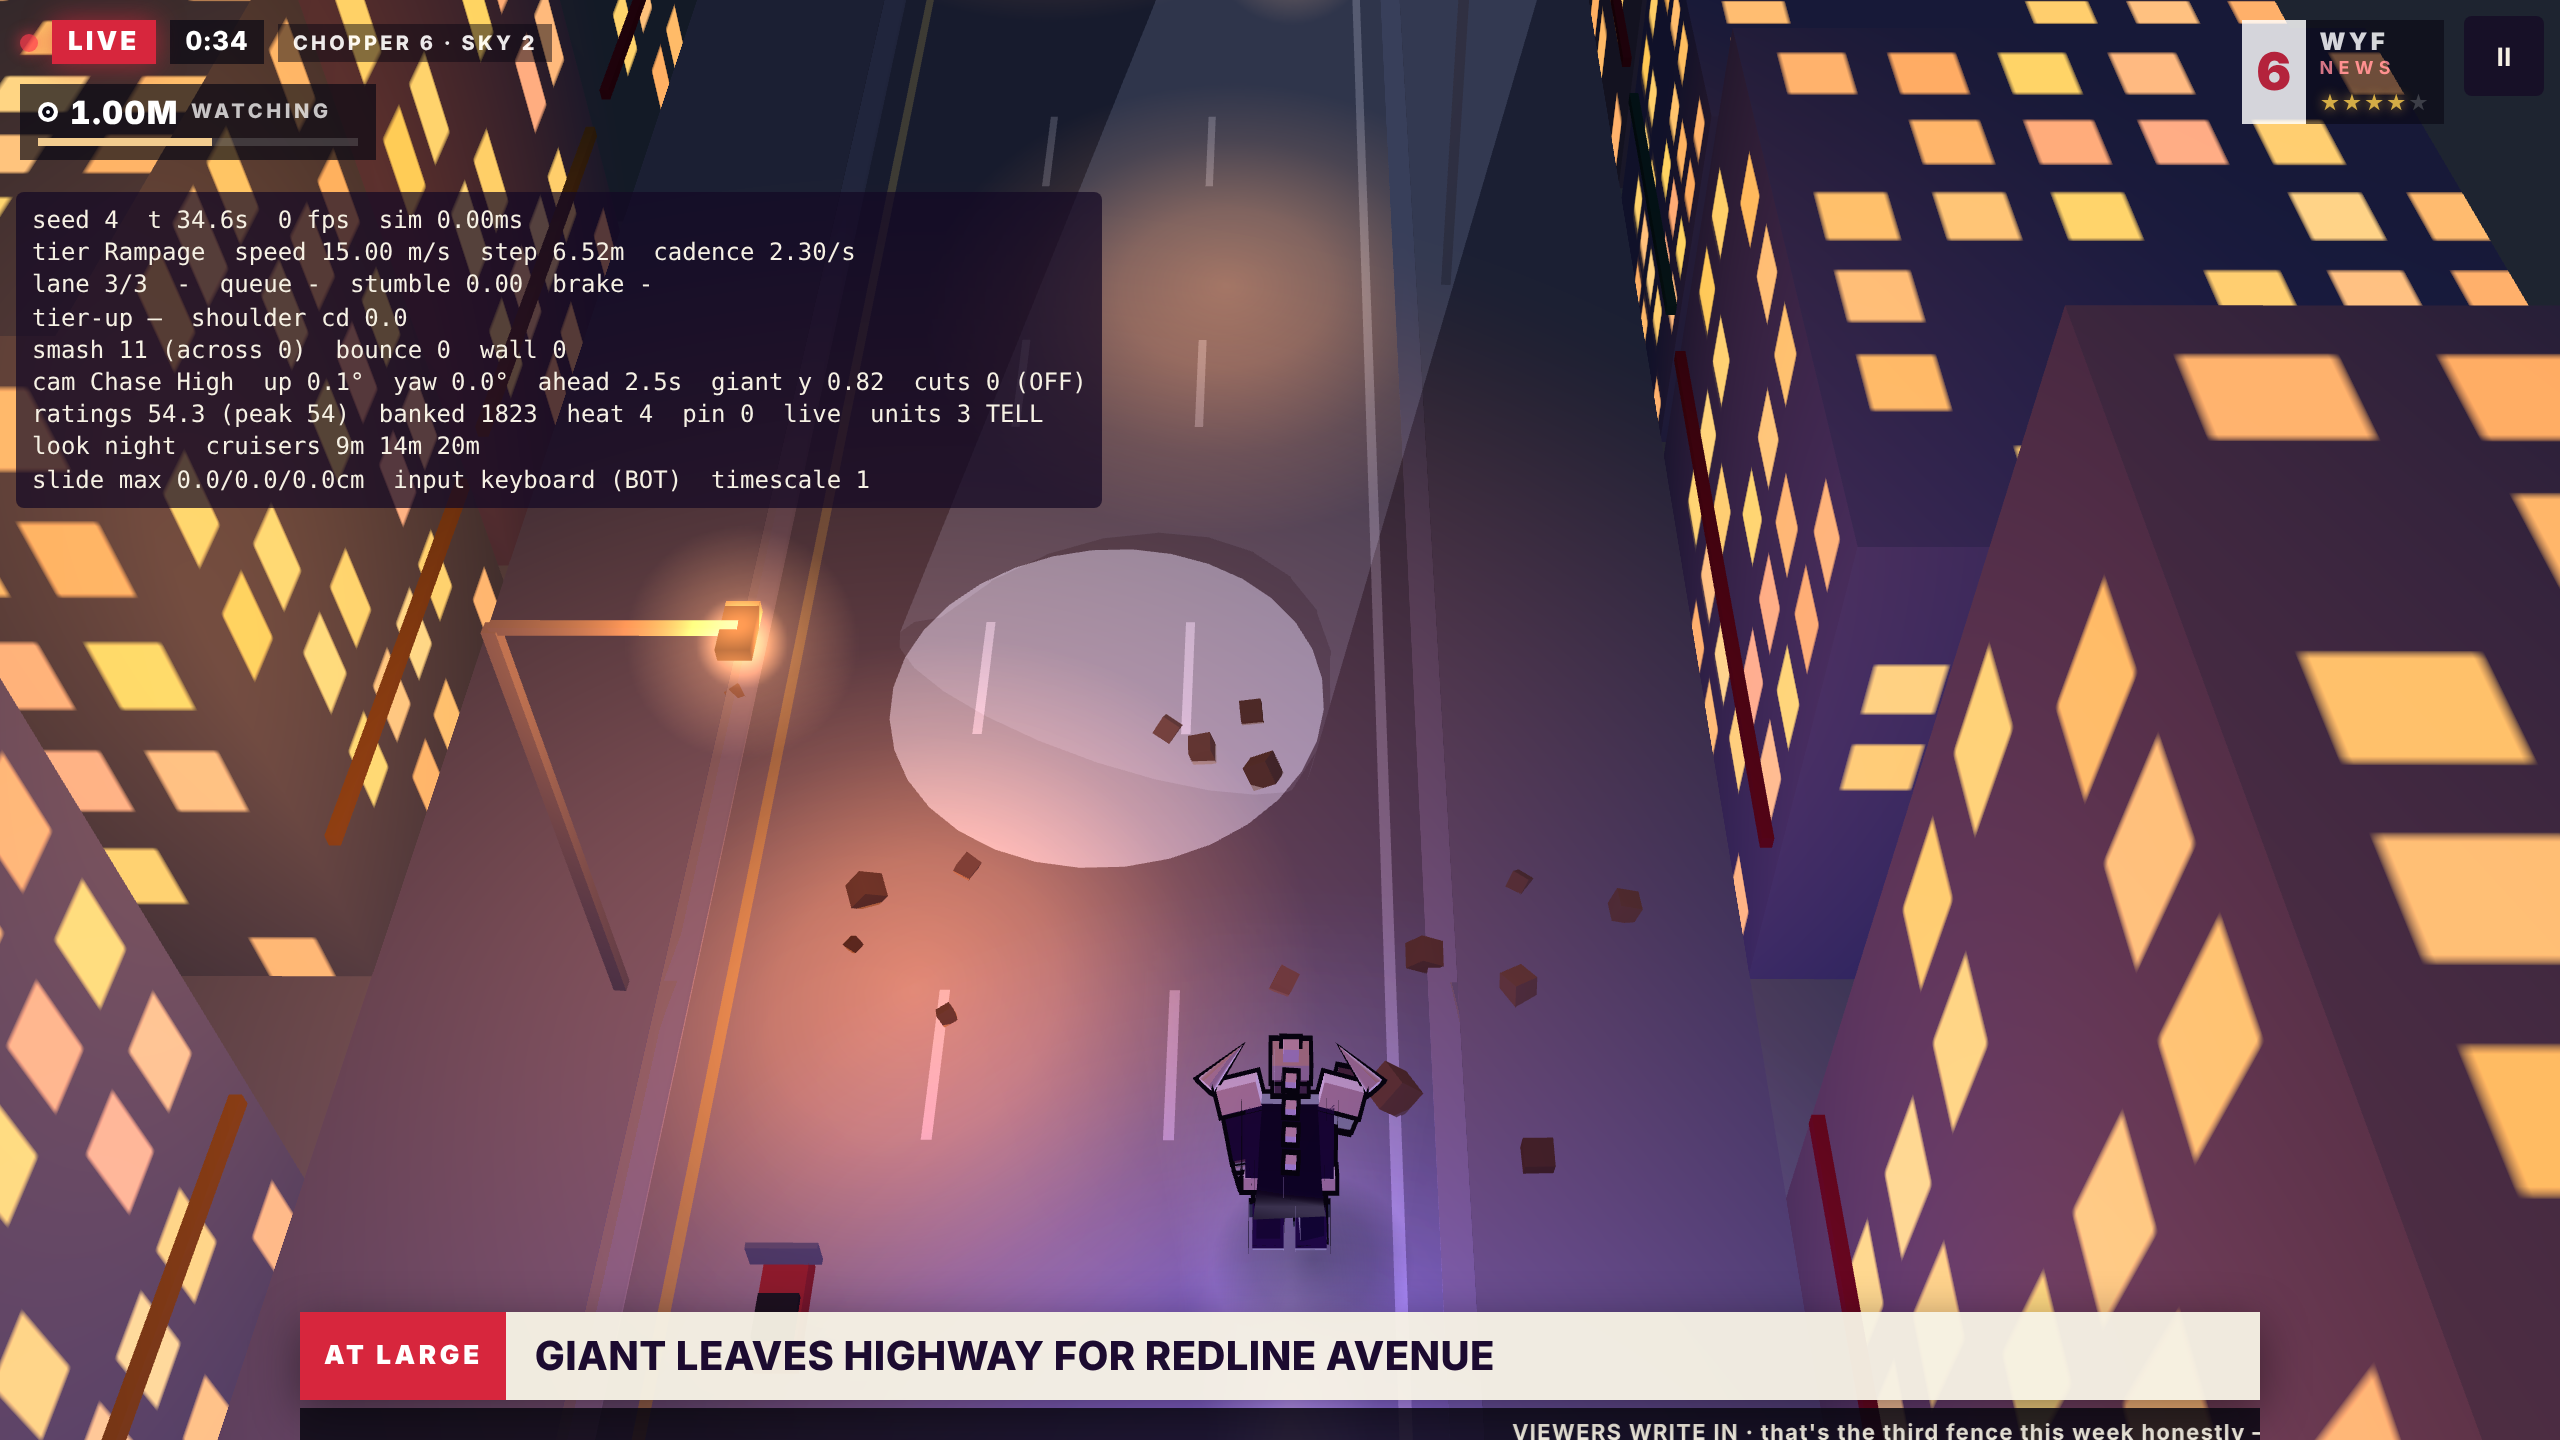 LIVE 0:34 CHOPPER 6 · SKY 2
1.00M WATCHING
6 WYF
NEWS
★★★★★
seed 4 t 34.6s 0 fps sim 0.00ms
tier Rampage speed 15.00 m/s step 6.52m cadence 2.30/s
lane 3/3 - queue - stumble 0.00 brake -
tier-up — shoulder cd 0.0
smash 11 (across 0) bounce 0 wall 0
cam Chase High up 0.1° yaw 0.0° ahead 2.5s giant y 0.82 cuts 0 (OFF)
ratings 54.3 (peak 54) banked 1823 heat 4 pin 0 live units 3 TELL
look night cruisers 9m 14m 20m
slide max 0.0/0.0/0.0cm input keyboard (BOT) timescale 1
AT LARGE GIANT LEAVES HIGHWAY FOR REDLINE AVENUE
VIEWERS WRITE IN · that's the third fence this week honestly -